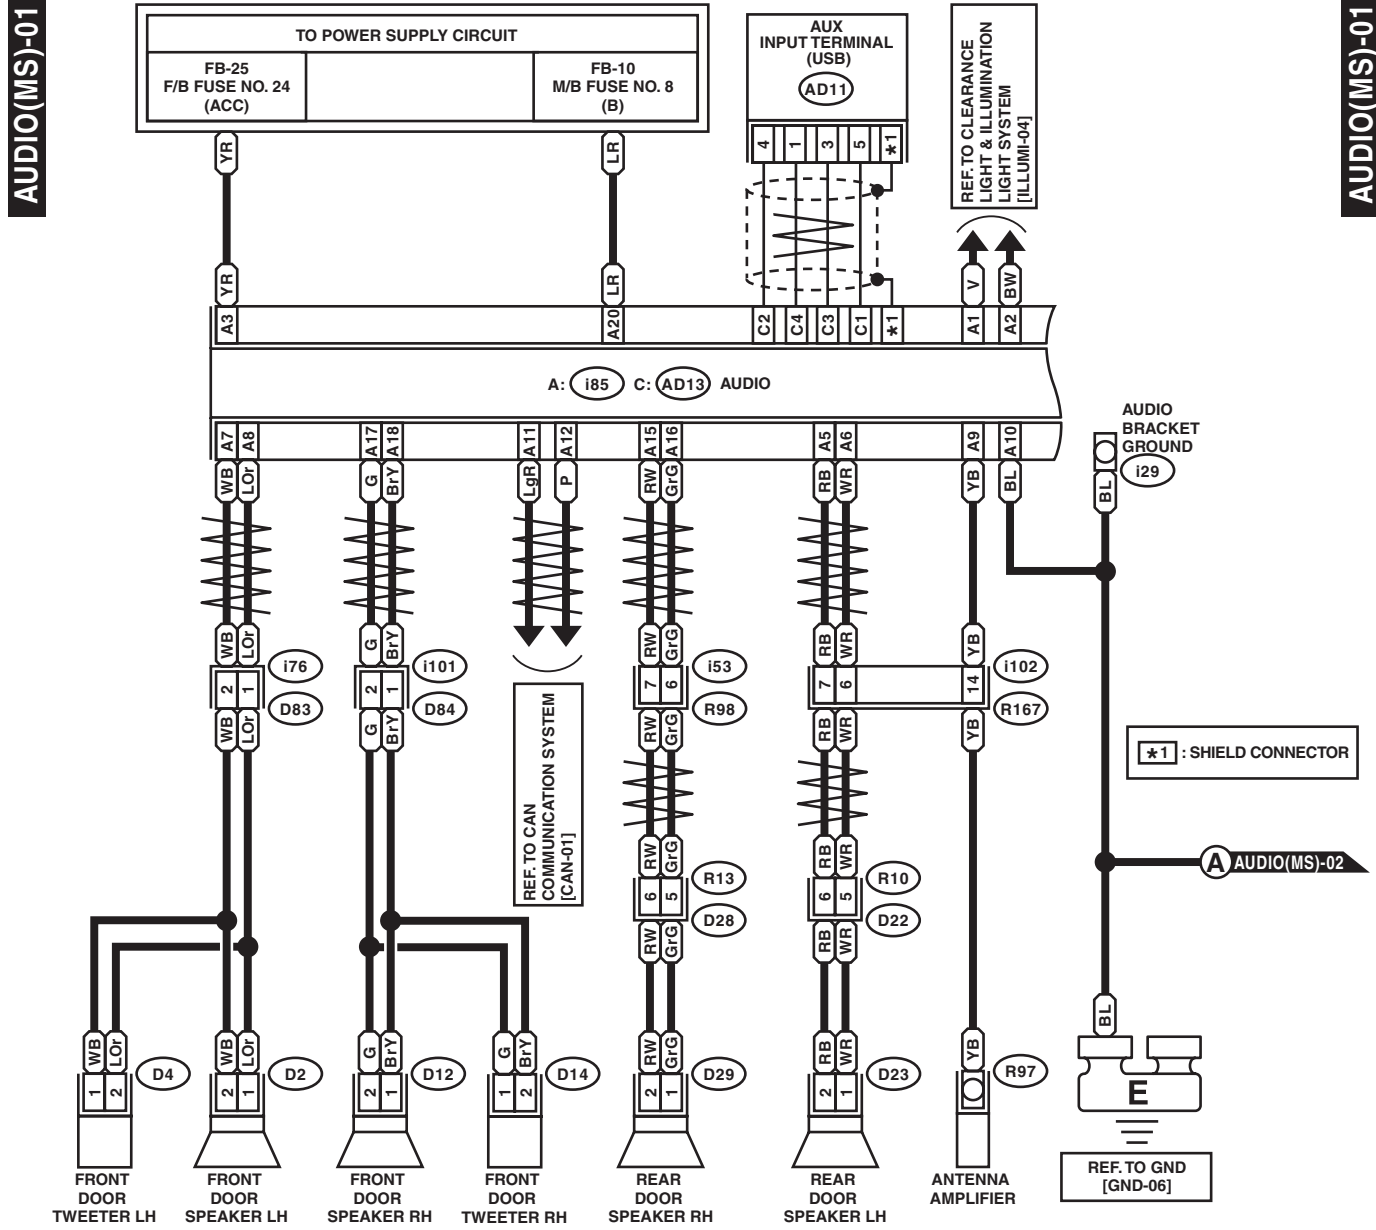 AUDIO(MS)-01
AUDIO(MS)-01
TO POWER SUPPLY CIRCUIT
FB-25
F/B FUSE NO. 24
(ACC)
FB-10
M/B FUSE NO. 8
(B)
AUX
INPUT TERMINAL
(USB)
AD11
REF. TO CLEARANCE
LIGHT & ILLUMINATION
LIGHT SYSTEM
[ILLUMI-04]
YR
LR
4
1
3
5
*1
YR
LR
V
BW
A3
A20
C2
C4
C3
C1
*1
A1
A2
A: i85 C: AD13 AUDIO
AUDIO
BRACKET
GROUND
i29
A7
A8
A17
A18
A11
A12
A15
A16
A5
A6
A9
A10
WB
LOr
G
BrY
LgR
P
RW
GrG
RB
WR
YB
BL
BL
WB
LOr
G
BrY
RW
GrG
RB
WR
YB
2
1
i76
2
1
i101
7
6
i53
7
6
14
i102
D83
D84
R98
R167
WB
LOr
G
BrY
RW
GrG
RB
WR
YB
REF. TO CAN
COMMUNICATION SYSTEM
[CAN-01]
*1 : SHIELD CONNECTOR
RW
GrG
RB
WR
A AUDIO(MS)-02
6
5
R13
6
5
R10
D28
D22
RW
GrG
RB
WR
BL
WB
LOr
WB
LOr
G
BrY
G
BrY
RW
GrG
RB
WR
YB
1
2
D4
2
1
D2
2
1
D12
1
2
D14
2
1
D29
2
1
D23
R97
E
FRONT
DOOR
TWEETER LH
FRONT
DOOR
SPEAKER LH
FRONT
DOOR
SPEAKER RH
FRONT
DOOR
TWEETER RH
REAR
DOOR
SPEAKER RH
REAR
DOOR
SPEAKER LH
ANTENNA
AMPLIFIER
REF. TO GND
[GND-06]